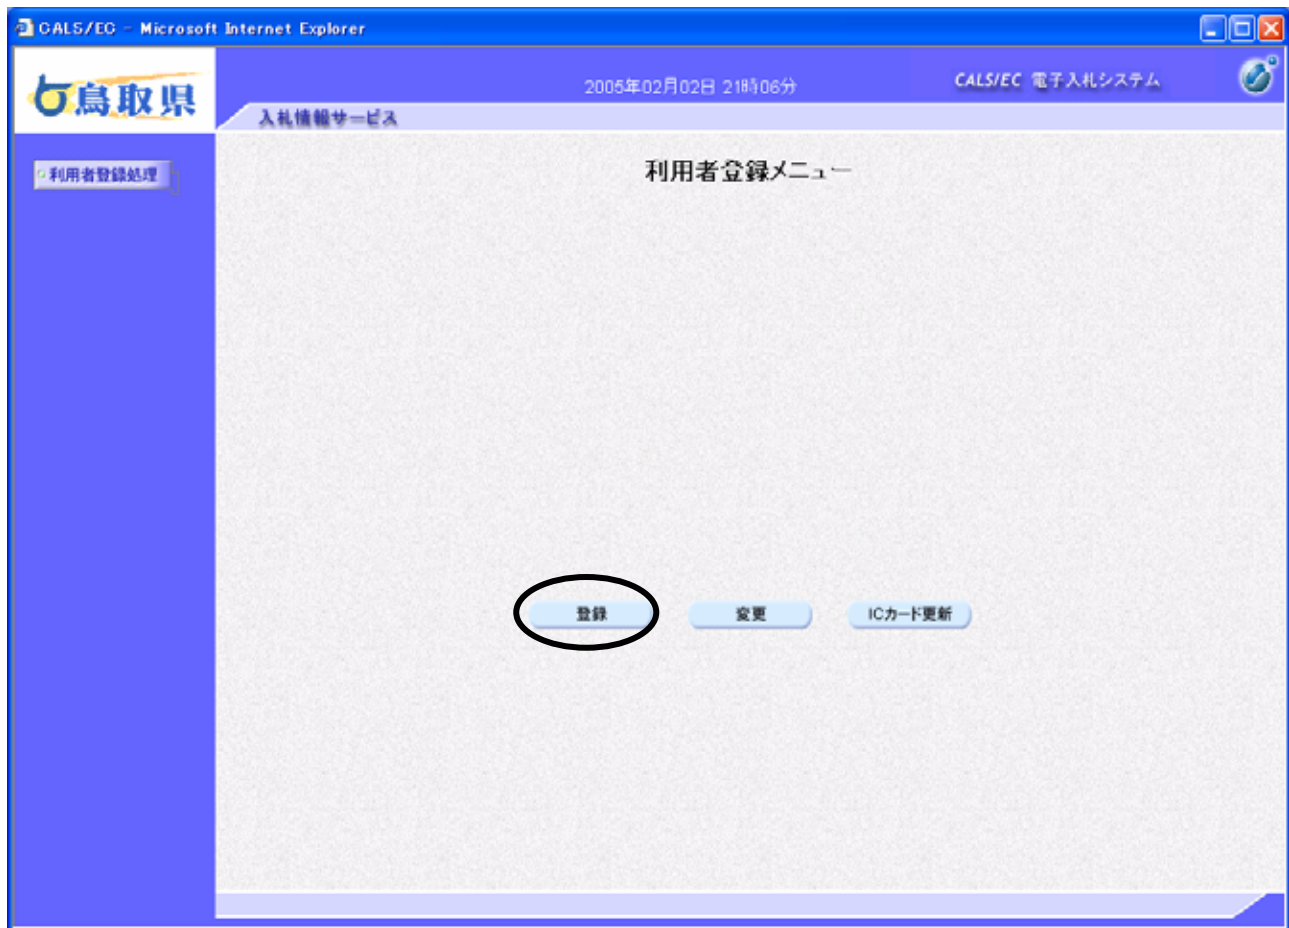 CALS/EC - Microsoft Internet Explorer
鳥取県
2005年02月02日 21時06分
CALS/EC 電子入札システム
入札情報サービス
利用者登録処理
利用者登録メニュー
登録
変更
ICカード更新